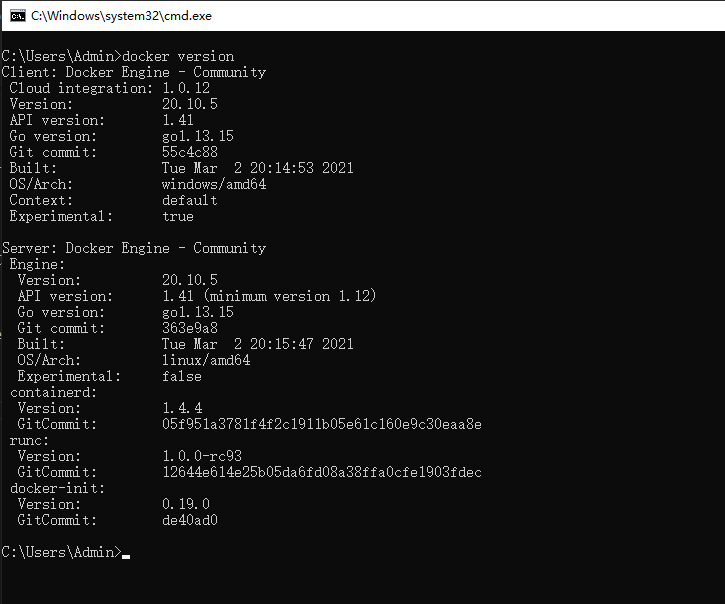 C:\Windows\system32\cmd.exe
C:\Users\Admin>docker version
Client: Docker Engine - Community
 Cloud integration: 1.0.12
 Version:           20.10.5
 API version:       1.41
 Go version:        go1.13.15
 Git commit:        55c4c88
 Built:             Tue Mar  2 20:14:53 2021
 OS/Arch:           windows/amd64
 Context:           default
 Experimental:      true
Server: Docker Engine - Community
 Engine:
  Version:          20.10.5
  API version:      1.41 (minimum version 1.12)
  Go version:       go1.13.15
  Git commit:       363e9a8
  Built:            Tue Mar  2 20:15:47 2021
  OS/Arch:          linux/amd64
  Experimental:     false
 containerd:
  Version:          1.4.4
  GitCommit:        05f951a3781f4f2c1911b05e61c160e9c30eaa8e
 runc:
  Version:          1.0.0-rc93
  GitCommit:        12644e614e25b05da6fd08a38ffa0cfe1903fdec
 docker-init:
  Version:          0.19.0
  GitCommit:        de40ad0
C:\Users\Admin>